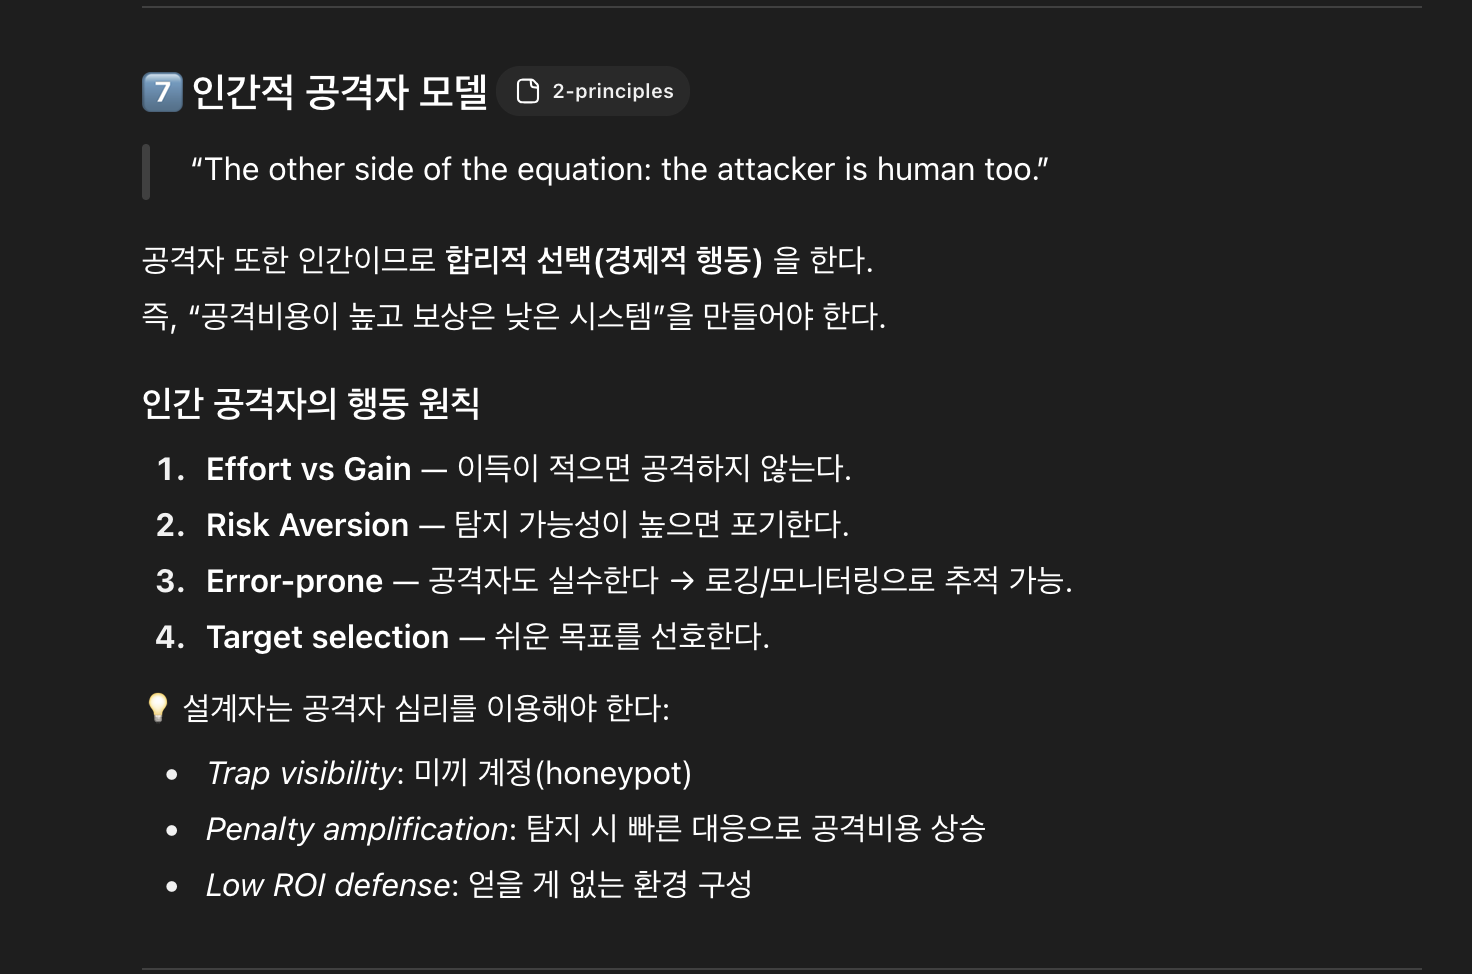 7 인간적 공격자 모델 2-principles
“The other side of the equation: the attacker is human too.”
공격자 또한 인간이므로 합리적 선택(경제적 행동) 을 한다.
즉, “공격비용이 높고 보상은 낮은 시스템”을 만들어야 한다.
인간 공격자의 행동 원칙
1. Effort vs Gain — 이득이 적으면 공격하지 않는다.
2. Risk Aversion — 탐지 가능성이 높으면 포기한다.
3. Error-prone — 공격자도 실수한다 → 로깅/모니터링으로 추적 가능.
4. Target selection — 쉬운 목표를 선호한다.
💡 설계자는 공격자 심리를 이용해야 한다:
• Trap visibility: 미끼 계정(honeypot)
• Penalty amplification: 탐지 시 빠른 대응으로 공격비용 상승
• Low ROI defense: 얻을 게 없는 환경 구성